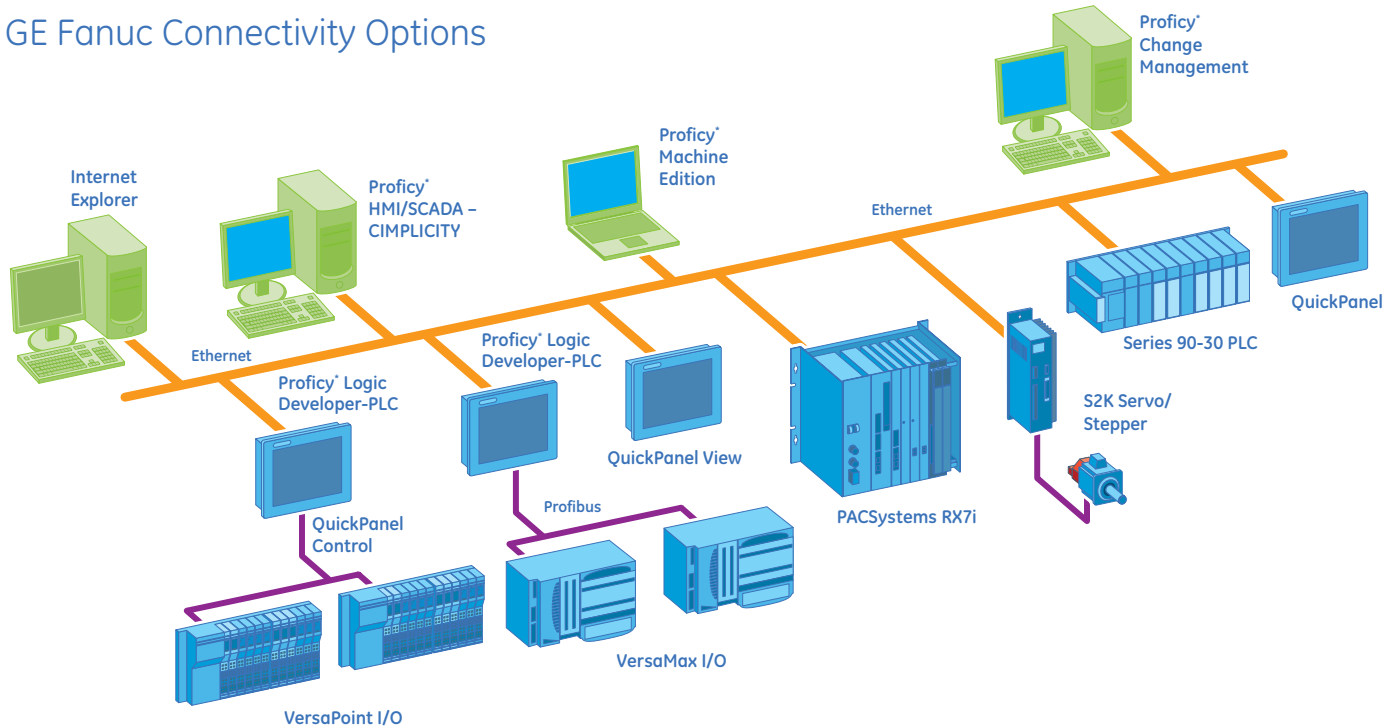 GE Fanuc Connectivity Options
Proficy*
Change
Management
Proficy*
Machine
Edition
Internet
Explorer
Proficy*
HMI/SCADA –
CIMPLICITY
Ethernet
QuickPanel
Series 90-30 PLC
Ethernet
Proficy* Logic
Developer-PLC
Proficy* Logic
Developer-PLC
S2K Servo/
Stepper
QuickPanel View
Profibus
PACSystems RX7i
QuickPanel
Control
VersaMax I/O
VersaPoint I/O